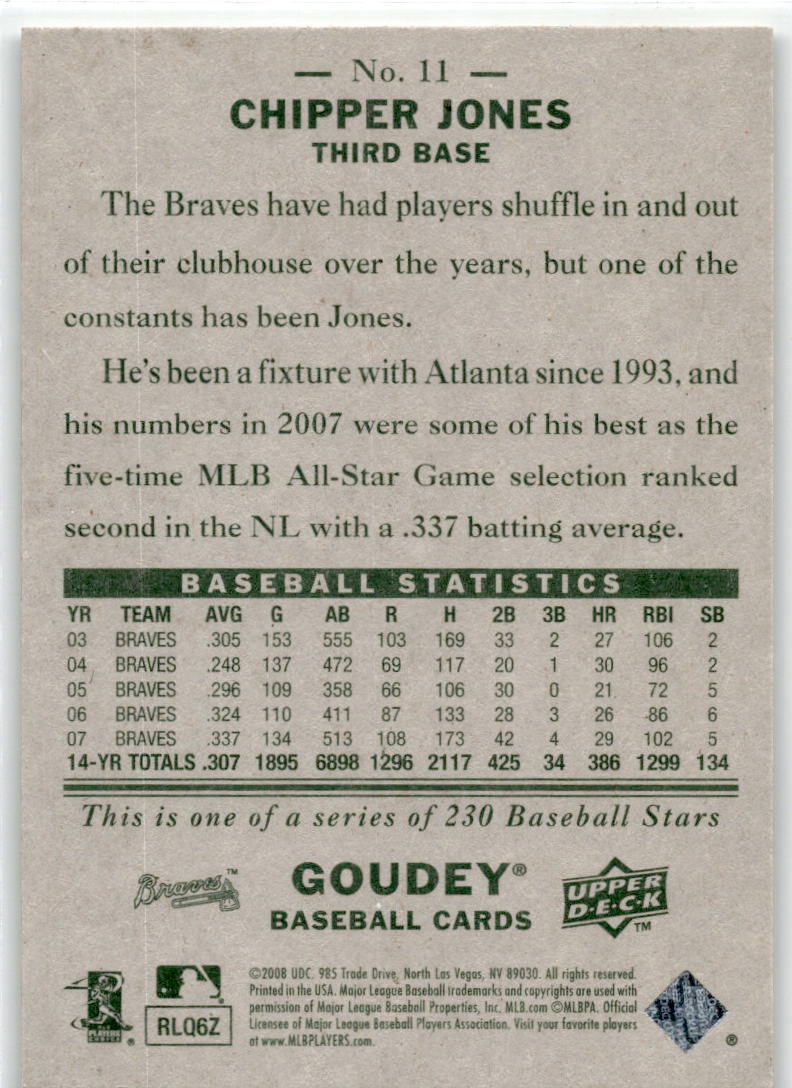 — No. 11 —
CHIPPER JONES
THIRD BASE
The Braves have had players shuffle in and out
of their clubhouse over the years, but one of the
constants has been Jones.
He's been a fixture with Atlanta since 1993, and
his numbers in 2007 were some of his best as the
five-time MLB All-Star Game selection ranked
second in the NL with a .337 batting average.
BASEBALL STATISTICS
YR TEAM AVG G AB R H 2B 3B HR RBI SB
03 BRAVES .305 153 555 103 169 33 2 27 106 2
04 BRAVES .248 137 472 69 117 20 1 30 96 2
05 BRAVES .296 109 358 66 106 30 0 21 72 5
06 BRAVES .324 110 411 87 133 28 3 26 86 6
07 BRAVES .337 134 513 108 173 42 4 29 102 5
14-YR TOTALS .307 1895 6898 1296 2117 425 34 386 1299 134
This is one of a series of 230 Baseball Stars
Braves™
GOUDEY®
BASEBALL CARDS
UPPER
D·E·C·K
TM
PLAYERS
CHOICE
®
RLQ6Z
©2008 UDC. 985 Trade Drive, North Las Vegas, NV 89030. All rights reserved.
Printed in the USA. Major League Baseball trademarks and copyrights are used with
permission of Major League Baseball Properties, Inc. MLB.com ©MLBPA. Official
Licensee of Major League Baseball Players Association. Visit your favorite players
at www.MLBPLAYERS.com.
®